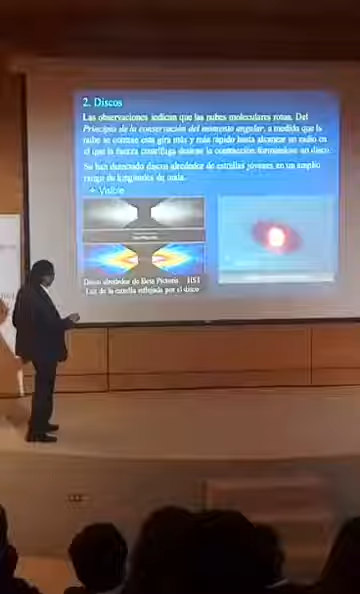 2. Discos
Las observaciones indican que las nubes moleculares rotan. Del
Principio de la conservación del momento angular, a medida que la
nube se contrae esta gira más y más rápido hasta alcanzar un radio en
el que la fuerza centrífuga detiene la contracción formándose un disco.
Se han detectado discos alrededor de estrellas jóvenes en un amplio
rango de longitudes de onda.
Visible
Disco alrededor de Beta Pictoris HST
Luz de la estrella reflejada por el disco